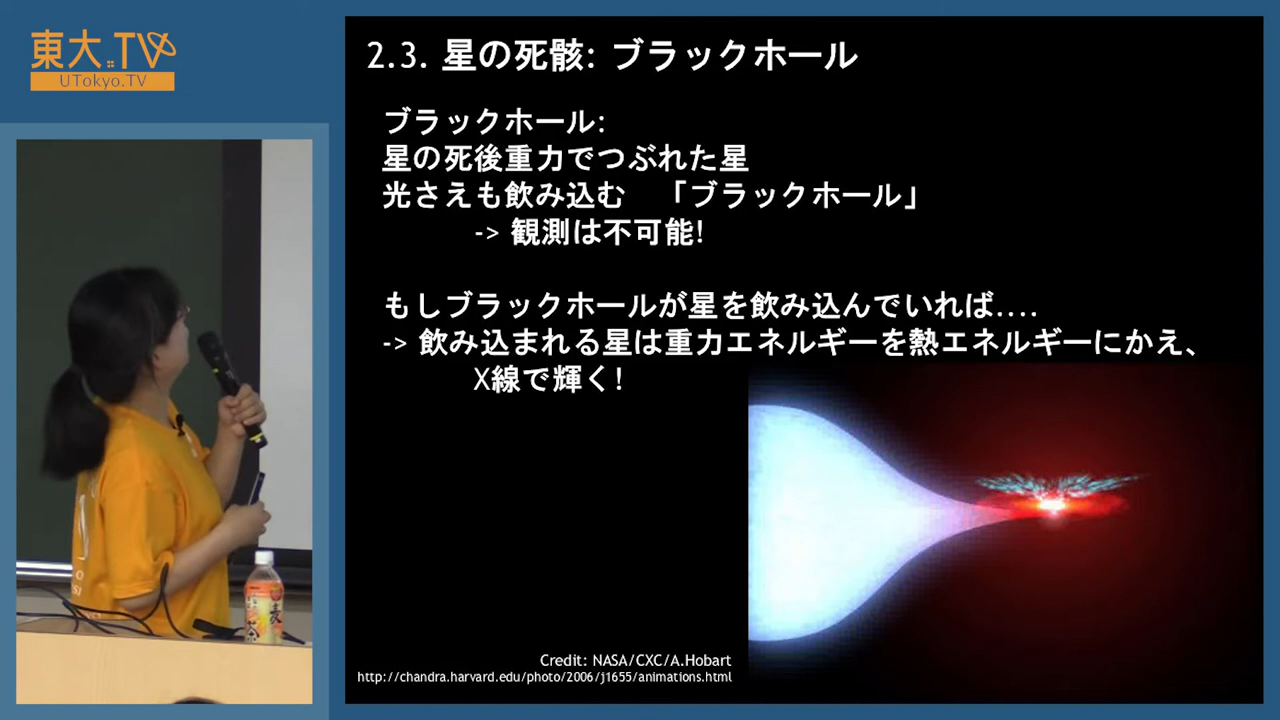 東大.TV
UTokyo.TV
2.3. 星の死骸: ブラックホール
ブラックホール:
星の死後重力でつぶれた星
光さえも飲み込む 「ブラックホール」
-> 観測は不可能!
もしブラックホールが星を飲み込んでいれば....
-> 飲み込まれる星は重力エネルギーを熱エネルギーにかえ、
X線で輝く!
Credit: NASA/CXC/A.Hobart
http://chandra.harvard.edu/photo/2006/j1655/animations.html